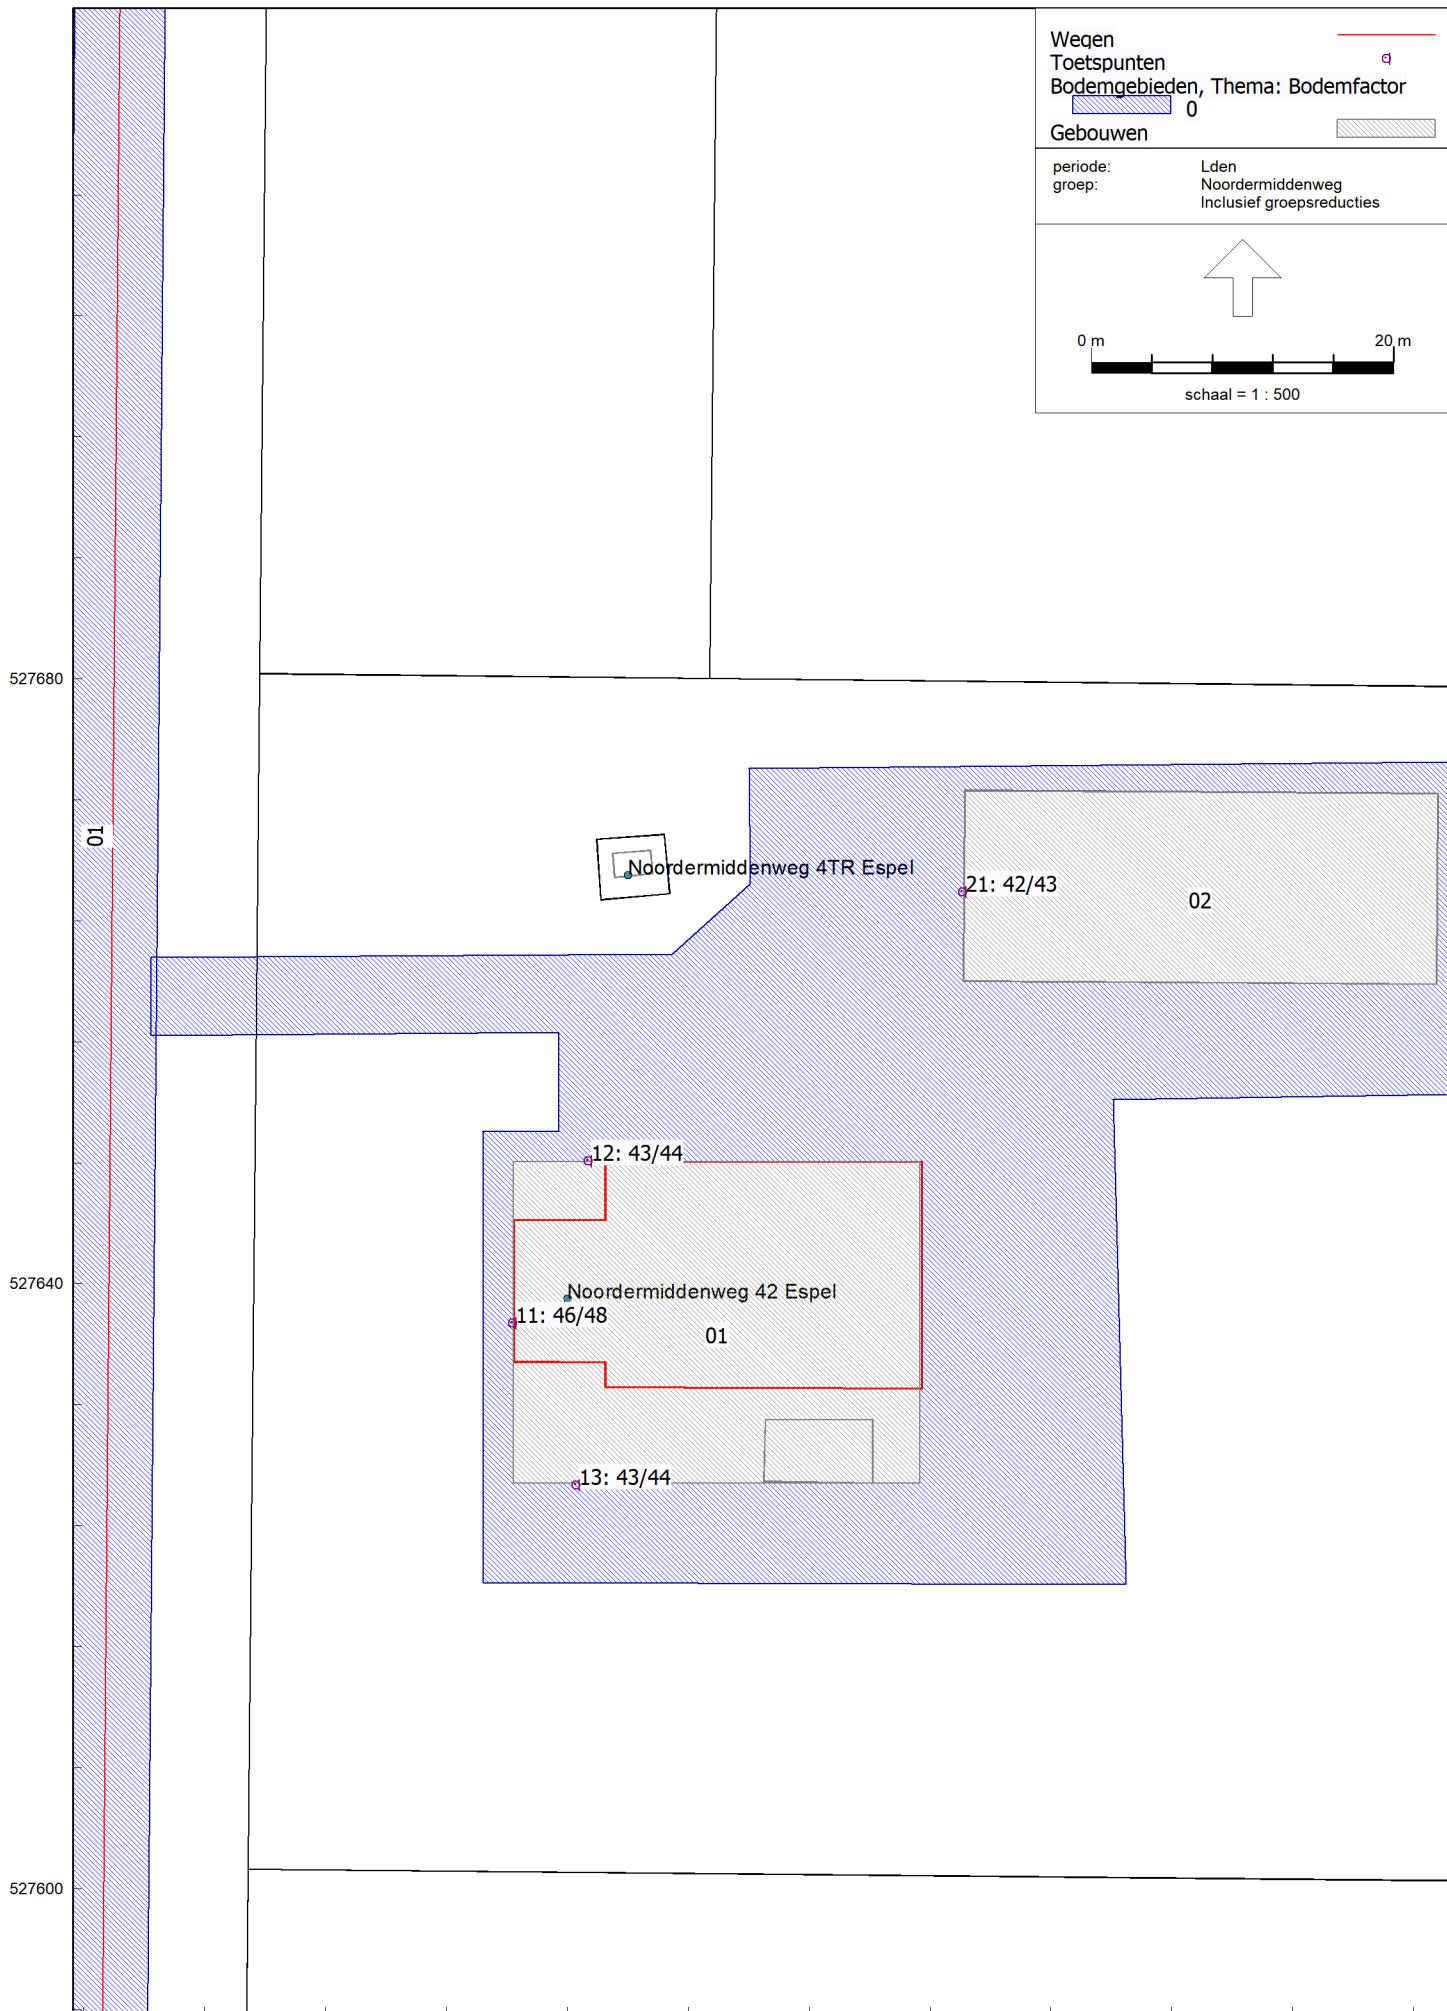 Wegen
Toetspunten
Bodemgebieden, Thema: Bodemfactor
0
Gebouwen
periode: Lden
groep: Noordermiddenweg
Inclusief groepsreducties
0 m 20 m
schaal = 1 : 500
527680
01
Noordermiddenweg 4TR Espel
21: 42/43
02
12: 43/44
527640
Noordermiddenweg 42 Espel
11: 46/48
01
13: 43/44
527600